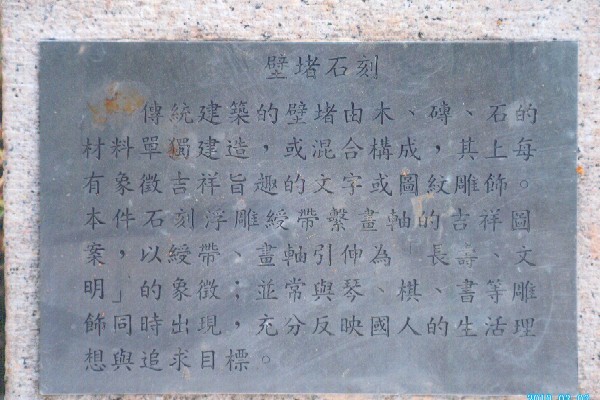 壁堵石刻
傳統建築的壁堵由木、磚、石的
材料單獨建造，或混合構成，其上每
有象徵吉祥旨趣的文字或圖紋雕飾。
本件石刻浮雕綬帶繫畫軸的吉祥圖
案，以綬帶、畫軸引伸為「長壽、文
明」的象徵；並常與琴、棋、書等雕
飾同時出現，充分反映國人的生活理
想與追求目標。